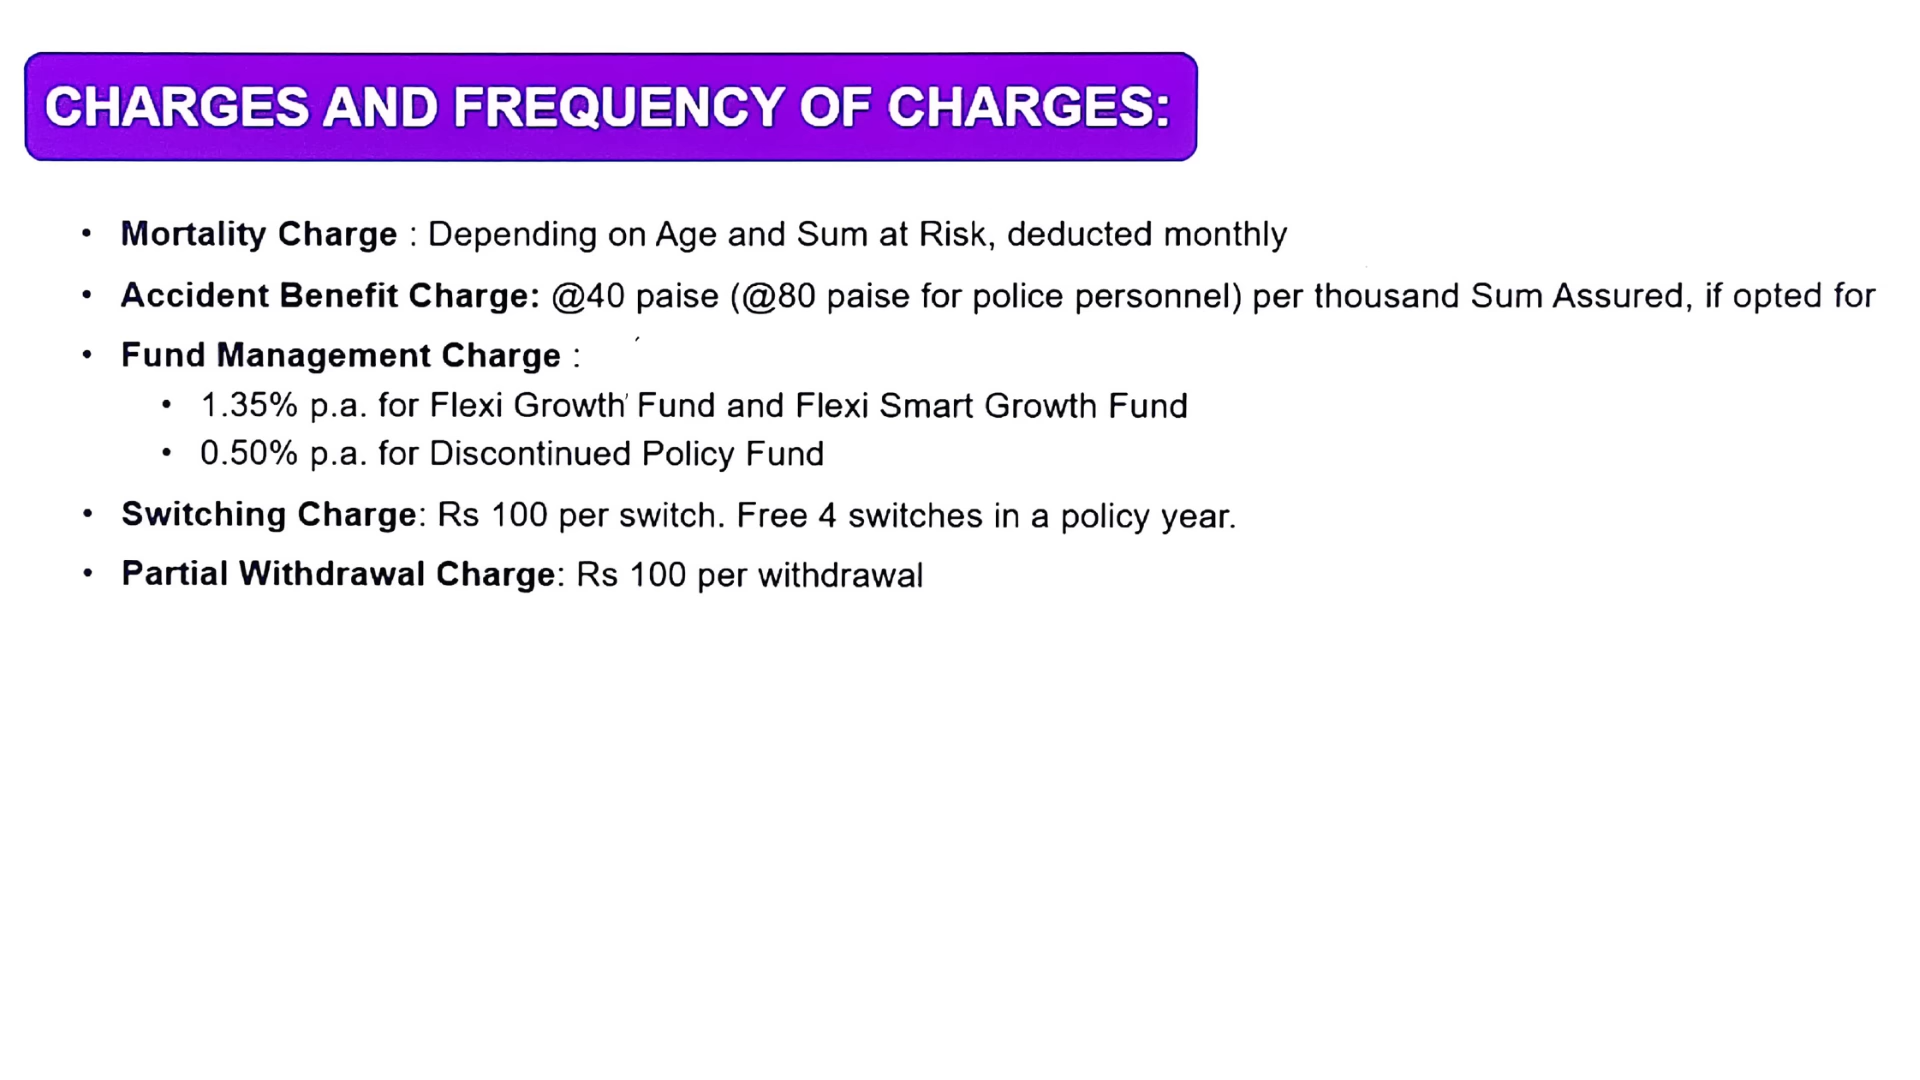 CHARGES AND FREQUENCY OF CHARGES:
• Mortality Charge : Depending on Age and Sum at Risk, deducted monthly
• Accident Benefit Charge: @40 paise (@80 paise for police personnel) per thousand Sum Assured, if opted for
• Fund Management Charge :
• 1.35% p.a. for Flexi Growth Fund and Flexi Smart Growth Fund
• 0.50% p.a. for Discontinued Policy Fund
• Switching Charge: Rs 100 per switch. Free 4 switches in a policy year.
• Partial Withdrawal Charge: Rs 100 per withdrawal